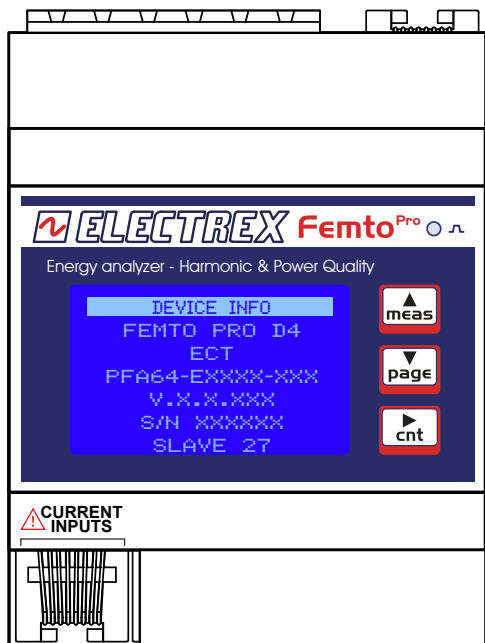 ELECTREX Femto Pro
Energy analyzer - Harmonic & Power Quality
DEVICE INFO
FEMTO PRO D4
ECT
PFA64-EXXXX-XXX
V.X.X.XXX
S/N XXXXXX
SLAVE 27
meas
page
cnt
CURRENT
INPUTS